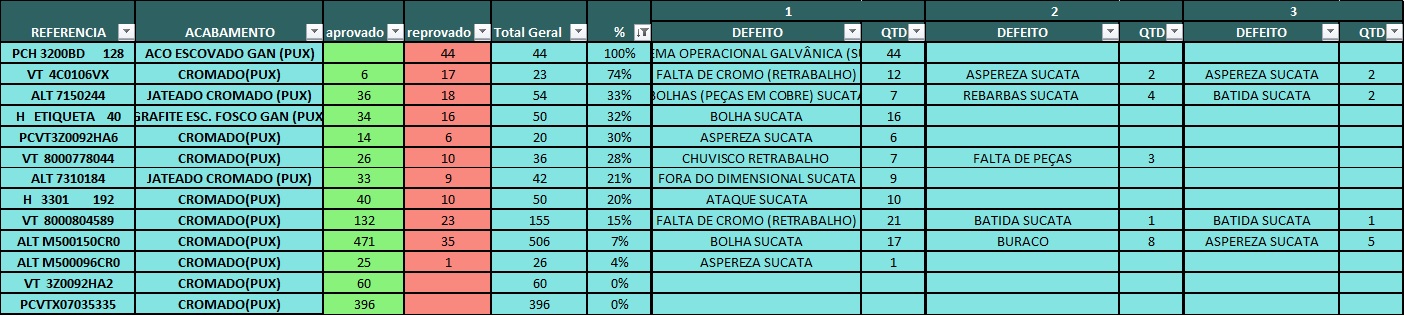 1 2 3
REFERENCIA ACABAMENTO aprovado reprovado Total Geral % DEFEITO QTD DEFEITO QTD DEFEITO QTD
PCH 3200BD 128 ACO ESCOVADO GAN (PUX) 44 44 100% EMA OPERACIONAL GALVÂNICA (SU 44
VT 4C0106VX CROMADO(PUX) 6 17 23 74% FALTA DE CROMO (RETRABALHO) 12 ASPEREZA SUCATA 2 ASPEREZA SUCATA 2
ALT 7150244 JATEADO CROMADO (PUX) 36 18 54 33% BOLHAS (PEÇAS EM COBRE) SUCATA 7 REBARBAS SUCATA 4 BATIDA SUCATA 2
H ETIQUETA 40 GRAFITE ESC. FOSCO GAN (PUX 34 16 50 32% BOLHA SUCATA 16
PCVT3Z0092HA6 CROMADO(PUX) 14 6 20 30% ASPEREZA SUCATA 6
VT 8000778044 CROMADO(PUX) 26 10 36 28% CHUVISCO RETRABALHO 7 FALTA DE PEÇAS 3
ALT 7310184 JATEADO CROMADO (PUX) 33 9 42 21% FORA DO DIMENSIONAL SUCATA 9
H 3301 192 CROMADO(PUX) 40 10 50 20% ATAQUE SUCATA 10
VT 8000804589 CROMADO(PUX) 132 23 155 15% FALTA DE CROMO (RETRABALHO) 21 BATIDA SUCATA 1 BATIDA SUCATA 1
ALT M500150CR0 CROMADO(PUX) 471 35 506 7% BOLHA SUCATA 17 BURACO 8 ASPEREZA SUCATA 5
ALT M500096CR0 CROMADO(PUX) 25 1 26 4% ASPEREZA SUCATA 1
VT 3Z0092HA2 CROMADO(PUX) 60 60 0%
PCVTX07035335 CROMADO(PUX) 396 396 0%